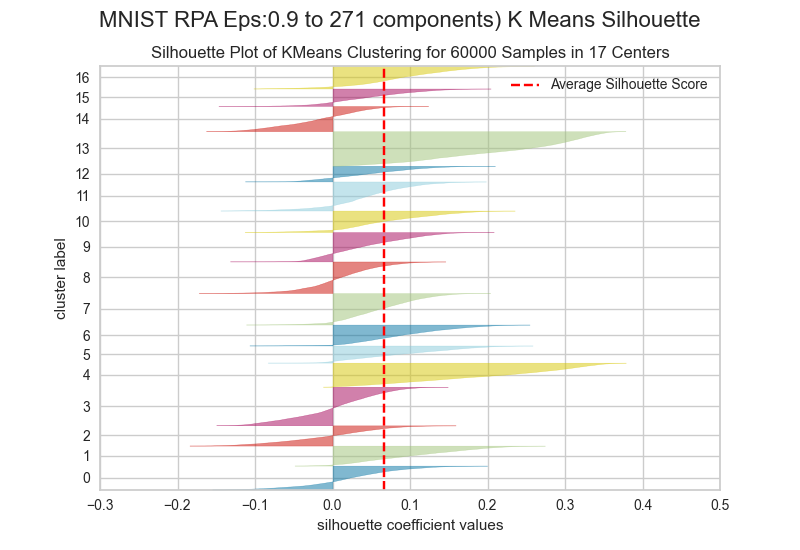 MNIST RPA Eps:0.9 to 271 components) K Means Silhouette
Silhouette Plot of KMeans Clustering for 60000 Samples in 17 Centers
Average Silhouette Score
16
15
14
13
12
11
10
9
8
7
6
5
4
3
2
1
0
cluster label
−0.3 −0.2 −0.1 0.0 0.1 0.2 0.3 0.4 0.5
silhouette coefficient values